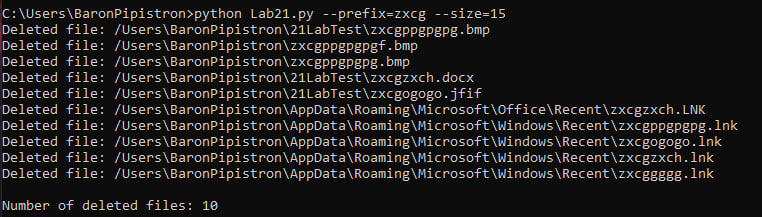 C:\Users\BaronPipistron>python Lab21.py --prefix=zxcg --size=15
Deleted file: /Users\BaronPipistron\21LabTest\zxcgppgpgpg.bmp
Deleted file: /Users\BaronPipistron\zxcgppgpgpgf.bmp
Deleted file: /Users\BaronPipistron\zxcgppgpgpg.bmp
Deleted file: /Users\BaronPipistron\21LabTest\zxcgzxch.docx
Deleted file: /Users\BaronPipistron\21LabTest\zxcgogogo.jfif
Deleted file: /Users\BaronPipistron\AppData\Roaming\Microsoft\Office\Recent\zxcgzxch.LNK
Deleted file: /Users\BaronPipistron\AppData\Roaming\Microsoft\Windows\Recent\zxcgppgpgpg.lnk
Deleted file: /Users\BaronPipistron\AppData\Roaming\Microsoft\Windows\Recent\zxcgogogo.lnk
Deleted file: /Users\BaronPipistron\AppData\Roaming\Microsoft\Windows\Recent\zxcgzxch.lnk
Deleted file: /Users\BaronPipistron\AppData\Roaming\Microsoft\Windows\Recent\zxcggggg.lnk
Number of deleted files: 10